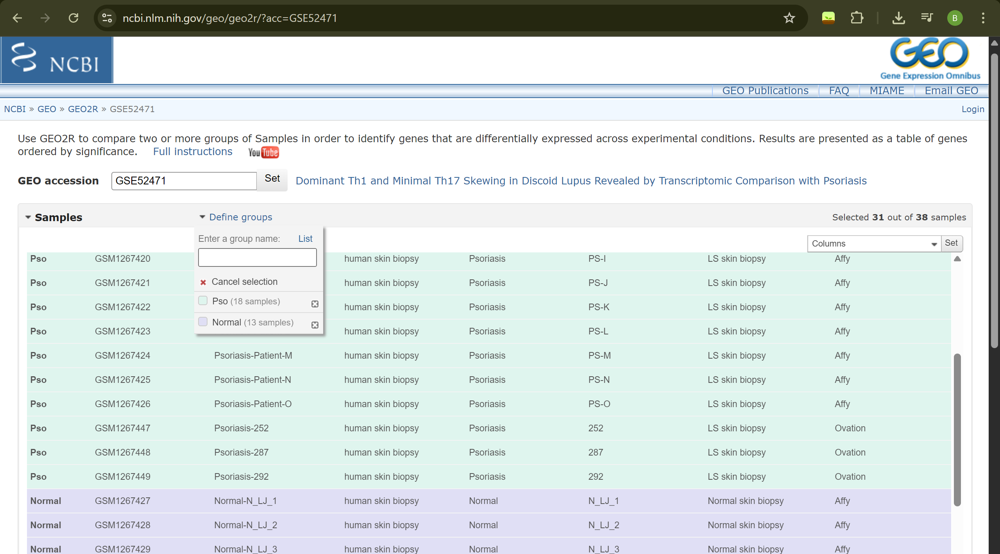 ncbi.nlm.nih.gov/geo/geo2r/?acc=GSE52471
B
NCBI
GEO
Gene Expression Omnibus
GEO Publications FAQ MIAME Email GEO
NCBI » GEO » GEO2R » GSE52471 Login
Use GEO2R to compare two or more groups of Samples in order to identify genes that are differentially expressed across experimental conditions. Results are presented as a table of genes
ordered by significance. Full instructions YouTube
GEO accession GSE52471 Set Dominant Th1 and Minimal Th17 Skewing in Discoid Lupus Revealed by Transcriptomic Comparison with Psoriasis
Samples Define groups Selected 31 out of 38 samples
Enter a group name: List
Columns Set
Cancel selection
Pso (18 samples)
Normal (13 samples)
Pso GSM1267420 human skin biopsy Psoriasis PS-I LS skin biopsy Affy
Pso GSM1267421 human skin biopsy Psoriasis PS-J LS skin biopsy Affy
Pso GSM1267422 human skin biopsy Psoriasis PS-K LS skin biopsy Affy
Pso GSM1267423 human skin biopsy Psoriasis PS-L LS skin biopsy Affy
Pso GSM1267424 Psoriasis-Patient-M human skin biopsy Psoriasis PS-M LS skin biopsy Affy
Pso GSM1267425 Psoriasis-Patient-N human skin biopsy Psoriasis PS-N LS skin biopsy Affy
Pso GSM1267426 Psoriasis-Patient-O human skin biopsy Psoriasis PS-O LS skin biopsy Affy
Pso GSM1267447 Psoriasis-252 human skin biopsy Psoriasis 252 LS skin biopsy Ovation
Pso GSM1267448 Psoriasis-287 human skin biopsy Psoriasis 287 LS skin biopsy Ovation
Pso GSM1267449 Psoriasis-292 human skin biopsy Psoriasis 292 LS skin biopsy Ovation
Normal GSM1267427 Normal-N_LJ_1 human skin biopsy Normal N_LJ_1 Normal skin biopsy Affy
Normal GSM1267428 Normal-N_LJ_2 human skin biopsy Normal N_LJ_2 Normal skin biopsy Affy
Normal GSM1267429 Normal-N_LJ_3 human skin biopsy Normal N_LJ_3 Normal skin biopsy Affy